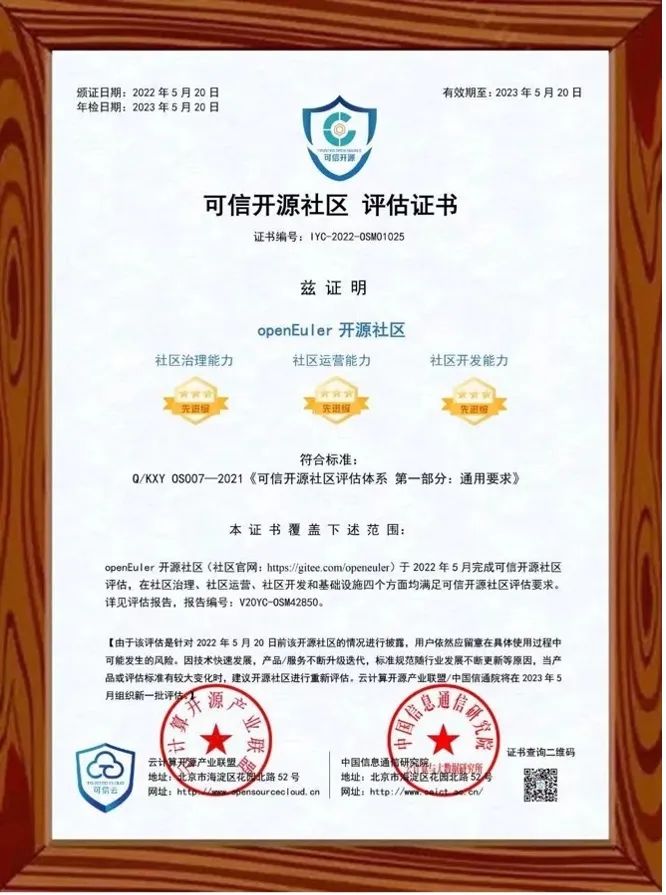 颁证日期：2022 年 5 月 20 日
年检日期：2023 年 5 月 20 日
有效期至：2023 年 5 月 20 日
可信开源
可信开源社区 评估证书
证书编号：IYC-2022-OSM01025
兹 证 明
openEuler 开源社区
社区治理能力 社区运营能力 社区开发能力
先进级 先进级 先进级
符合标准：
Q/KXY OS007—2021《可信开源社区评估体系 第一部分：通用要求》
本 证 书 覆 盖 下 述 范 围：
openEuler 开源社区（社区官网：https://gitee.com/openeuler）于 2022 年 5 月完成可信开源社区
评估，在社区治理、社区运营、社区开发和基础设施四个方面均满足可信开源社区评估要求。
详见评估报告，报告编号：V20YC-OSM42850。
【由于该评估是针对 2022 年 5 月 20 日前该开源社区的情况进行披露，用户依然应留意在具体使用过程中
可能发生的风险。因技术快速发展，产品/服务不断升级迭代，标准规范随行业发展不断更新等原因，当产
品或评估标准有较大变化时，建议开源社区进行重新评估。云计算开源产业联盟/中国信通院将在 2023 年 5
月组织新一批评估。】
云计算开源产业联盟
中国信息通信研究院
可信云
云计算开源产业联盟
地址：北京市海淀区花园北路 52 号
网址：http://www.opensourcecloud.cn
中国信息通信研究院
地址：北京市海淀区花园北路 52 号
网址：http://www.caict.ac.cn/
证书查询二维码